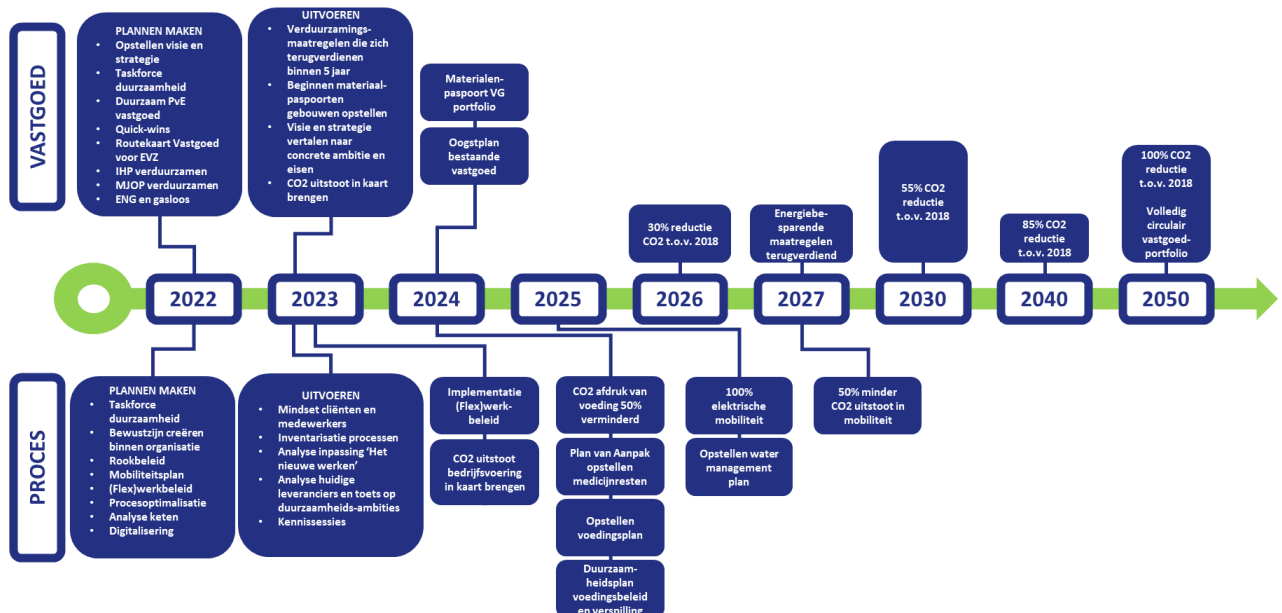 VASTGOED
PLANNEN MAKEN
• Opstellen visie en
strategie
• Taskforce
duurzaamheid
• Duurzaam PvE
vastgoed
• Quick-wins
• Routekaart Vastgoed
voor EVZ
• IHP verduurzamen
• MJOP verduurzamen
• ENG en gasloos
UITVOEREN
• Verduurzamings-
maatregelen die zich
terugverdienen
binnen 5 jaar
• Beginnen materiaal-
paspoorten
gebouwen opstellen
• Visie en strategie
vertalen naar
concrete ambitie en
eisen
• CO2 uitstoot in kaart
brengen
Materialen-
paspoort VG
portfolio
Oogstplan
bestaande
vastgoed
30% reductie
CO2 t.o.v. 2018
Energiebe-
sparende
maatregelen
terugverdiend
55% CO2
reductie
t.o.v. 2018
85% CO2
reductie
t.o.v. 2018
100% CO2
reductie
t.o.v. 2018
Volledig
circulair
vastgoed-
portfolio
2022
2023
2024
2025
2026
2027
2030
2040
2050
PROCES
PLANNEN MAKEN
• Taskforce
duurzaamheid
• Bewustzijn creëren
binnen organisatie
• Rookbeleid
• Mobiliteitsplan
• (Flex)werkbeleid
• Procesoptimalisatie
• Analyse keten
• Digitalisering
UITVOEREN
• Mindset cliënten en
medewerkers
• Inventarisatie processen
• Analyse inpassing ‘Het
nieuwe werken’
• Analyse huidige
leveranciers en toets op
duurzaamheids-ambities
• Kennissessies
Implementatie
(Flex)werk-
beleid
CO2 uitstoot
bedrijfsvoering
in kaart brengen
CO2 afdruk van
voeding 50%
verminderd
Plan van Aanpak
opstellen
medicijnresten
Opstellen
voedingsplan
Duurzaam-
heidsplan
voedingsbeleid
en verspilling
100%
elektrische
mobiliteit
Opstellen water
management
plan
50% minder
CO2 uitstoot in
mobiliteit